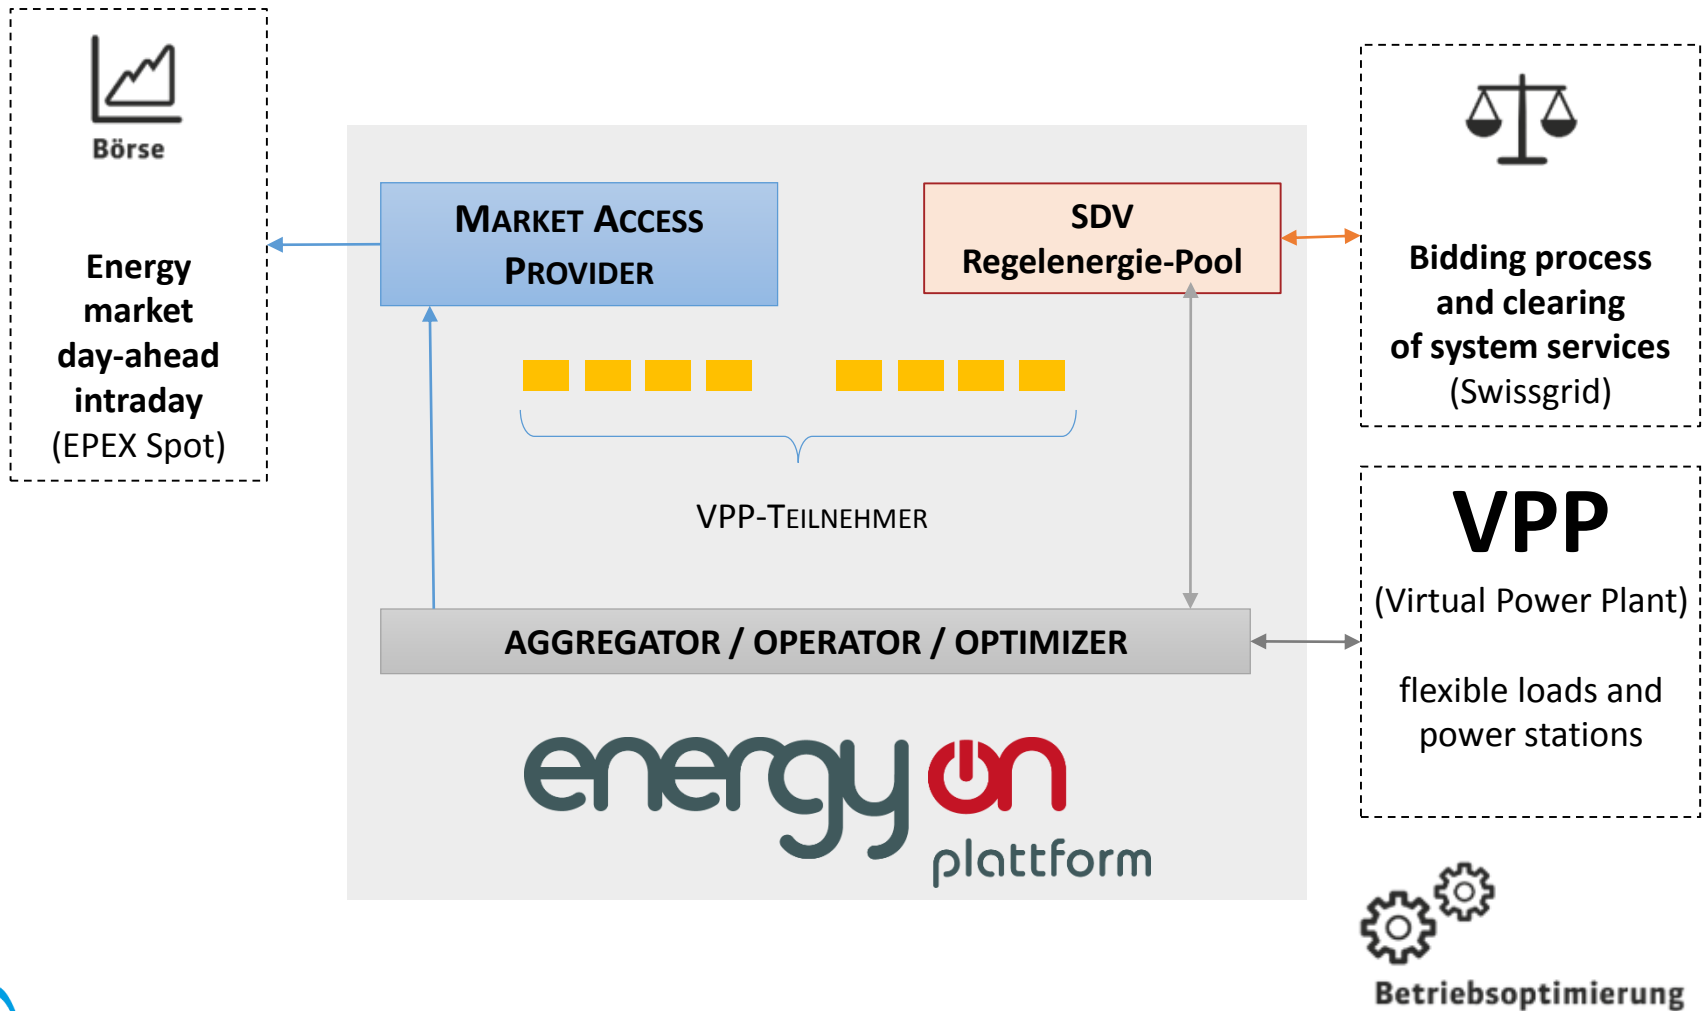 Börse
Energy
market
day-ahead
intraday
(EPEX Spot)
MARKET ACCESS
PROVIDER
SDV
Regelenergie-Pool
VPP-TEILNEHMER
AGGREGATOR / OPERATOR / OPTIMIZER
energy on
plattform
Bidding process
and clearing
of system services
(Swissgrid)
VPP
(Virtual Power Plant)
flexible loads and
power stations
Betriebsoptimierung